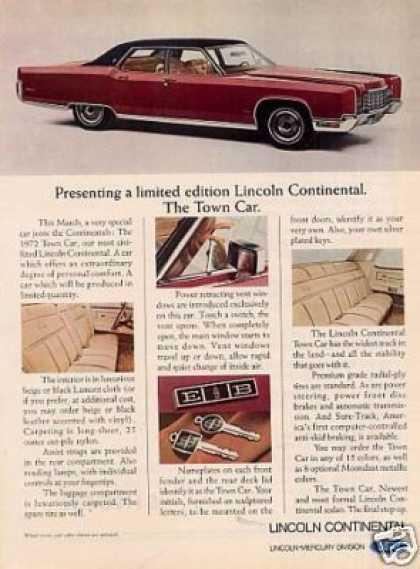 Presenting a limited edition Lincoln Continental.
The Town Car.
This March, a very special
car joins the Continentals: The
1972 Town Car, our most civi-
lized Lincoln Continental. A car
which offers an extraordinary
degree of personal comfort. A
car which will be produced in
limited quantity.
The interior is in luxurious
beige or black Lamont cloth (or
if you prefer, at additional cost,
you may order beige or black
leather accented with vinyl).
Carpeting is long, sheer, 25
ounce cut-pile nylon.
Assist straps are provided
in the rear compartment. Also
reading lamps, with individual
controls at your fingertips.
The luggage compartment
is luxuriously carpeted. The
spare tire as well.
Power retracting vent win-
dows are introduced exclusively
on this car. Touch a switch, the
vent opens. When completely
open, the main window starts to
move down. Vent windows
travel up or down, allow rapid
and quiet change of inside air.
E B
Nameplates on each front
fender and the rear deck lid
identify it as the Town Car. Your
initials, furnished on sculptured
letters, to be mounted on the
front doors, identify it as your
very own. Also, your own silver
plated keys.
The Lincoln Continental
Town Car has the widest track in
the land—and all the stability
that goes with it.
Premium grade radial-ply
tires are standard. As are power
steering, power front disc
brakes and automatic transmis-
sion. And Sure-Track, Amer-
ica's first computer-controlled
anti-skid braking, is available.
You may order the Town
Car in any of 15 colors, as well
as 8 optional Moondust metallic
colors.
The Town Car. Newest
and most formal Lincoln Con-
tinental sedan. The final step up.
LINCOLN CONTINENTAL
LINCOLN-MERCURY DIVISION